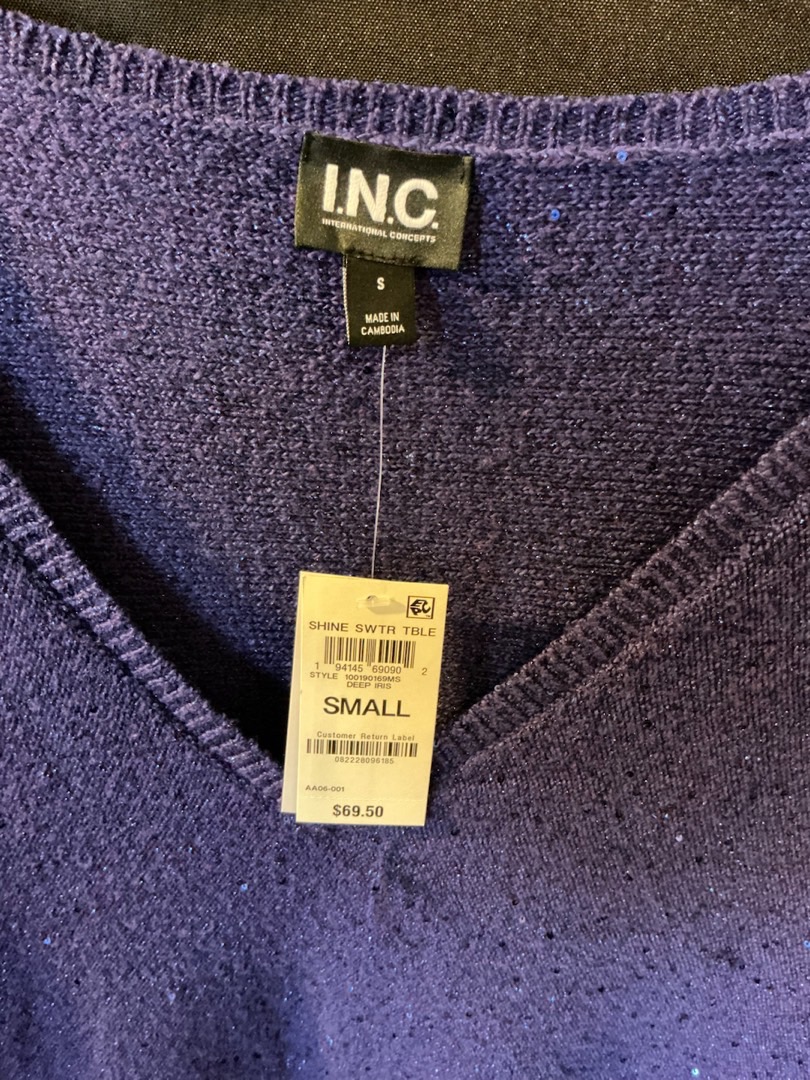 I.N.C.
INTERNATIONAL CONCEPTS
S
MADE IN
CAMBODIA
SHINE SWTR TBLE
1 94145 69090 2
STYLE 100190169MS
DEEP IRIS
SMALL
Customer Return Label
082228096185
AA06-001
$69.50